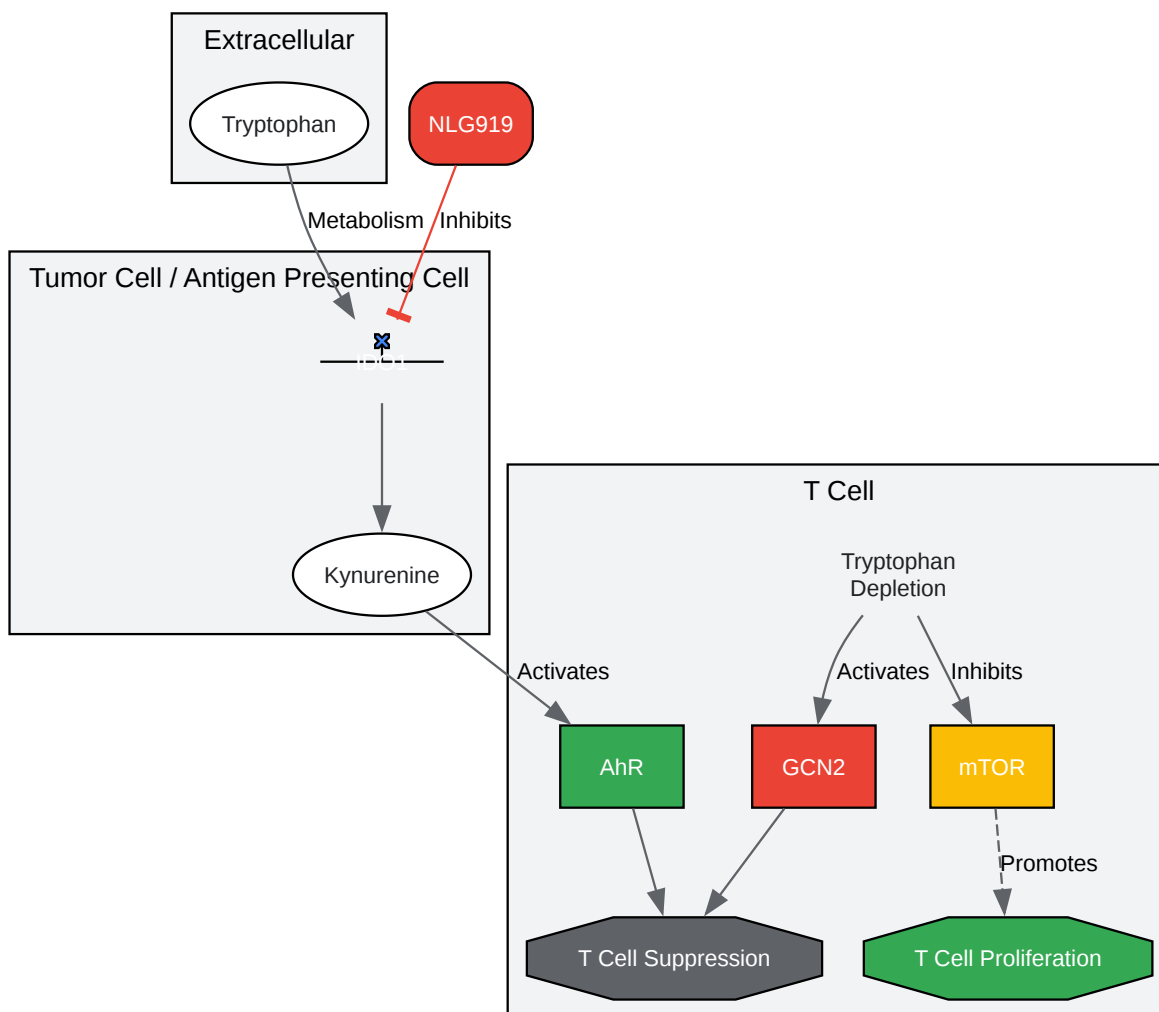 Extracellular
Tryptophan
NLG919
Metabolism
Inhibits
Tumor Cell / Antigen Presenting Cell
IDO1
Kynurenine
T Cell
Tryptophan
Depletion
Activates
Activates
Inhibits
AhR
GCN2
mTOR
Promotes
T Cell Suppression
T Cell Proliferation